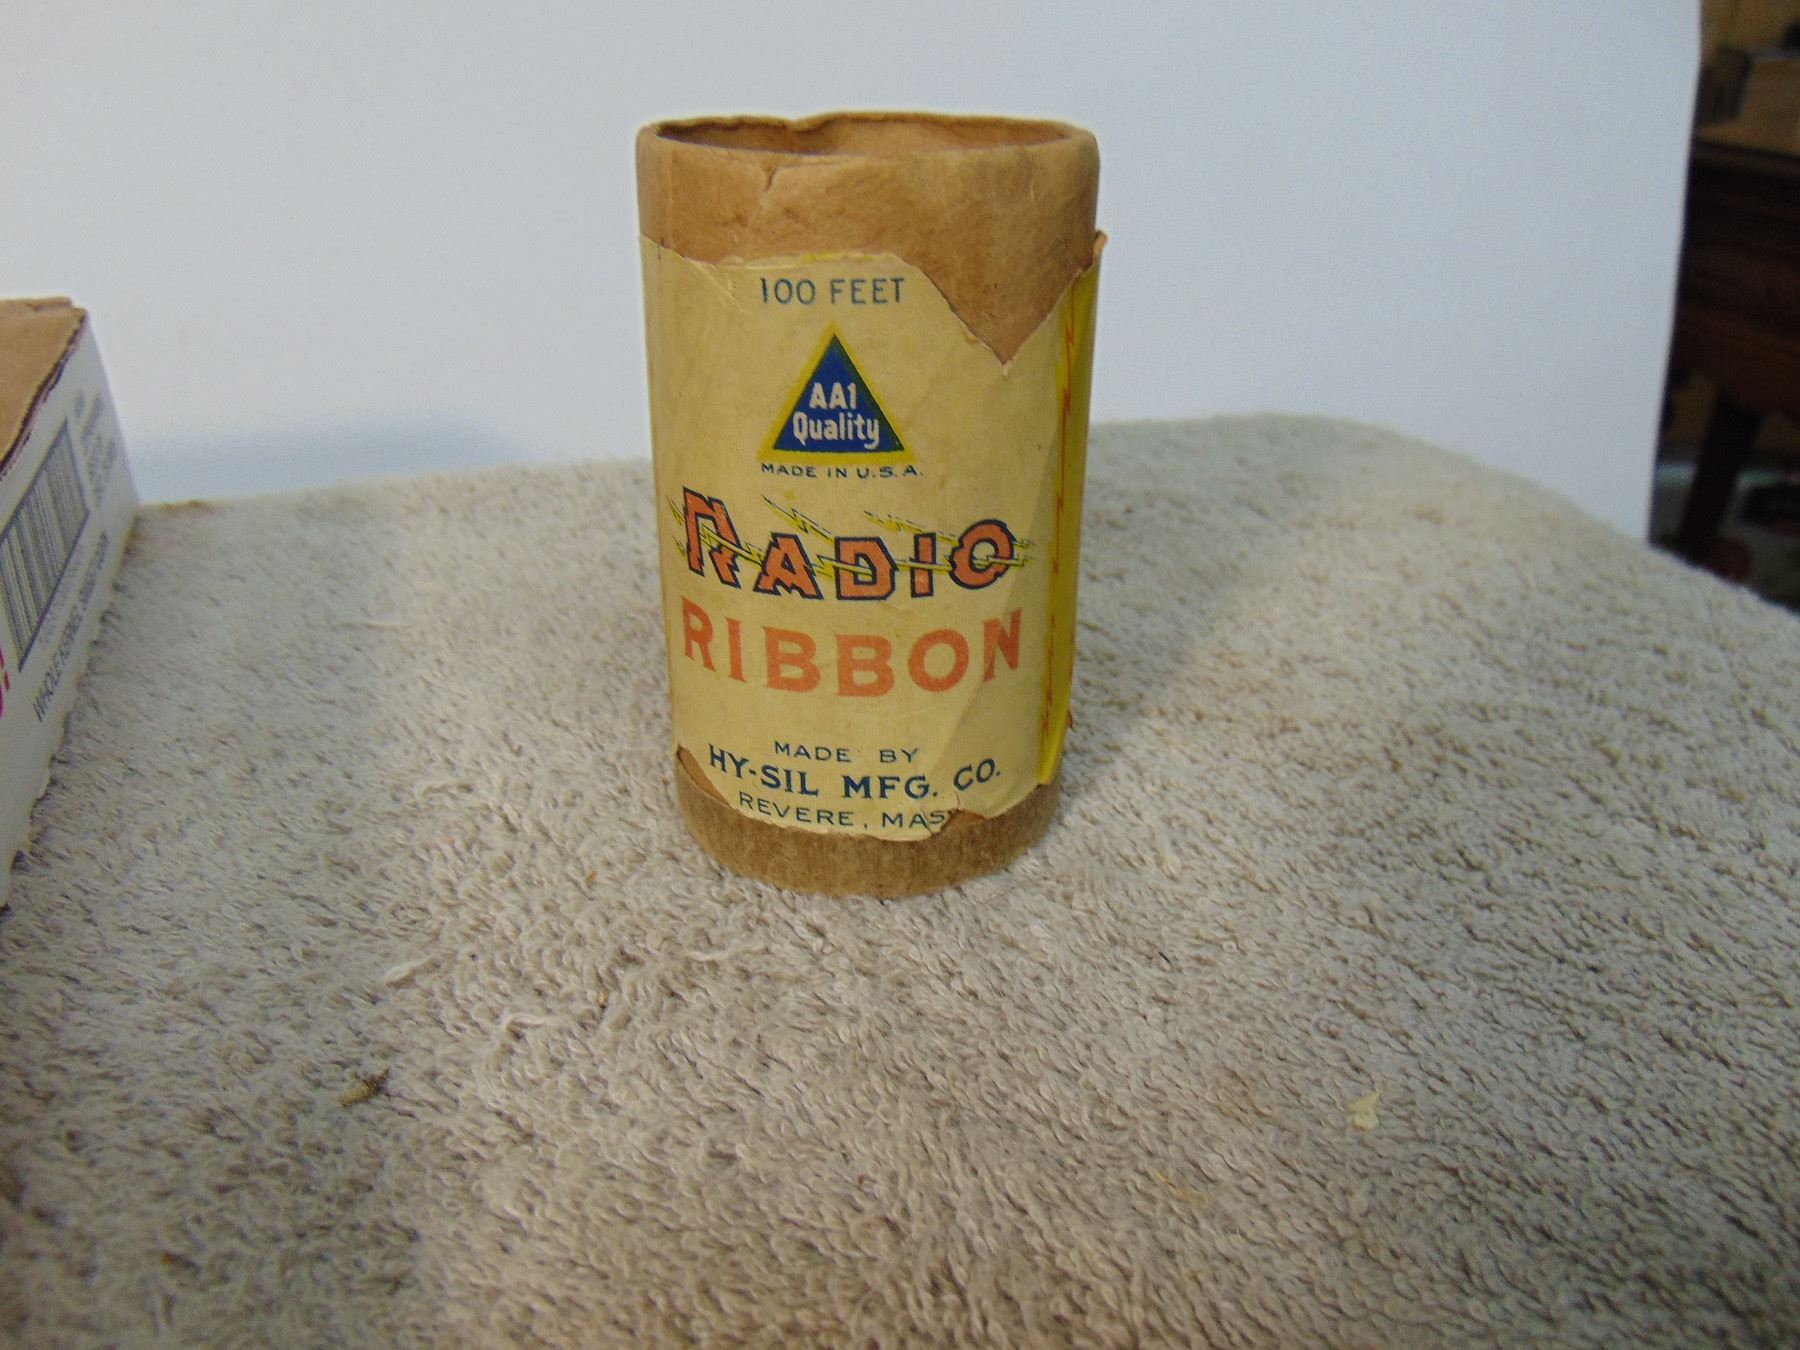 100 FEET
AA1
Quality
MADE IN U.S.A.
RADIO
RIBBON
MADE BY
HY-SIL MFG. CO.
REVERE, MAS